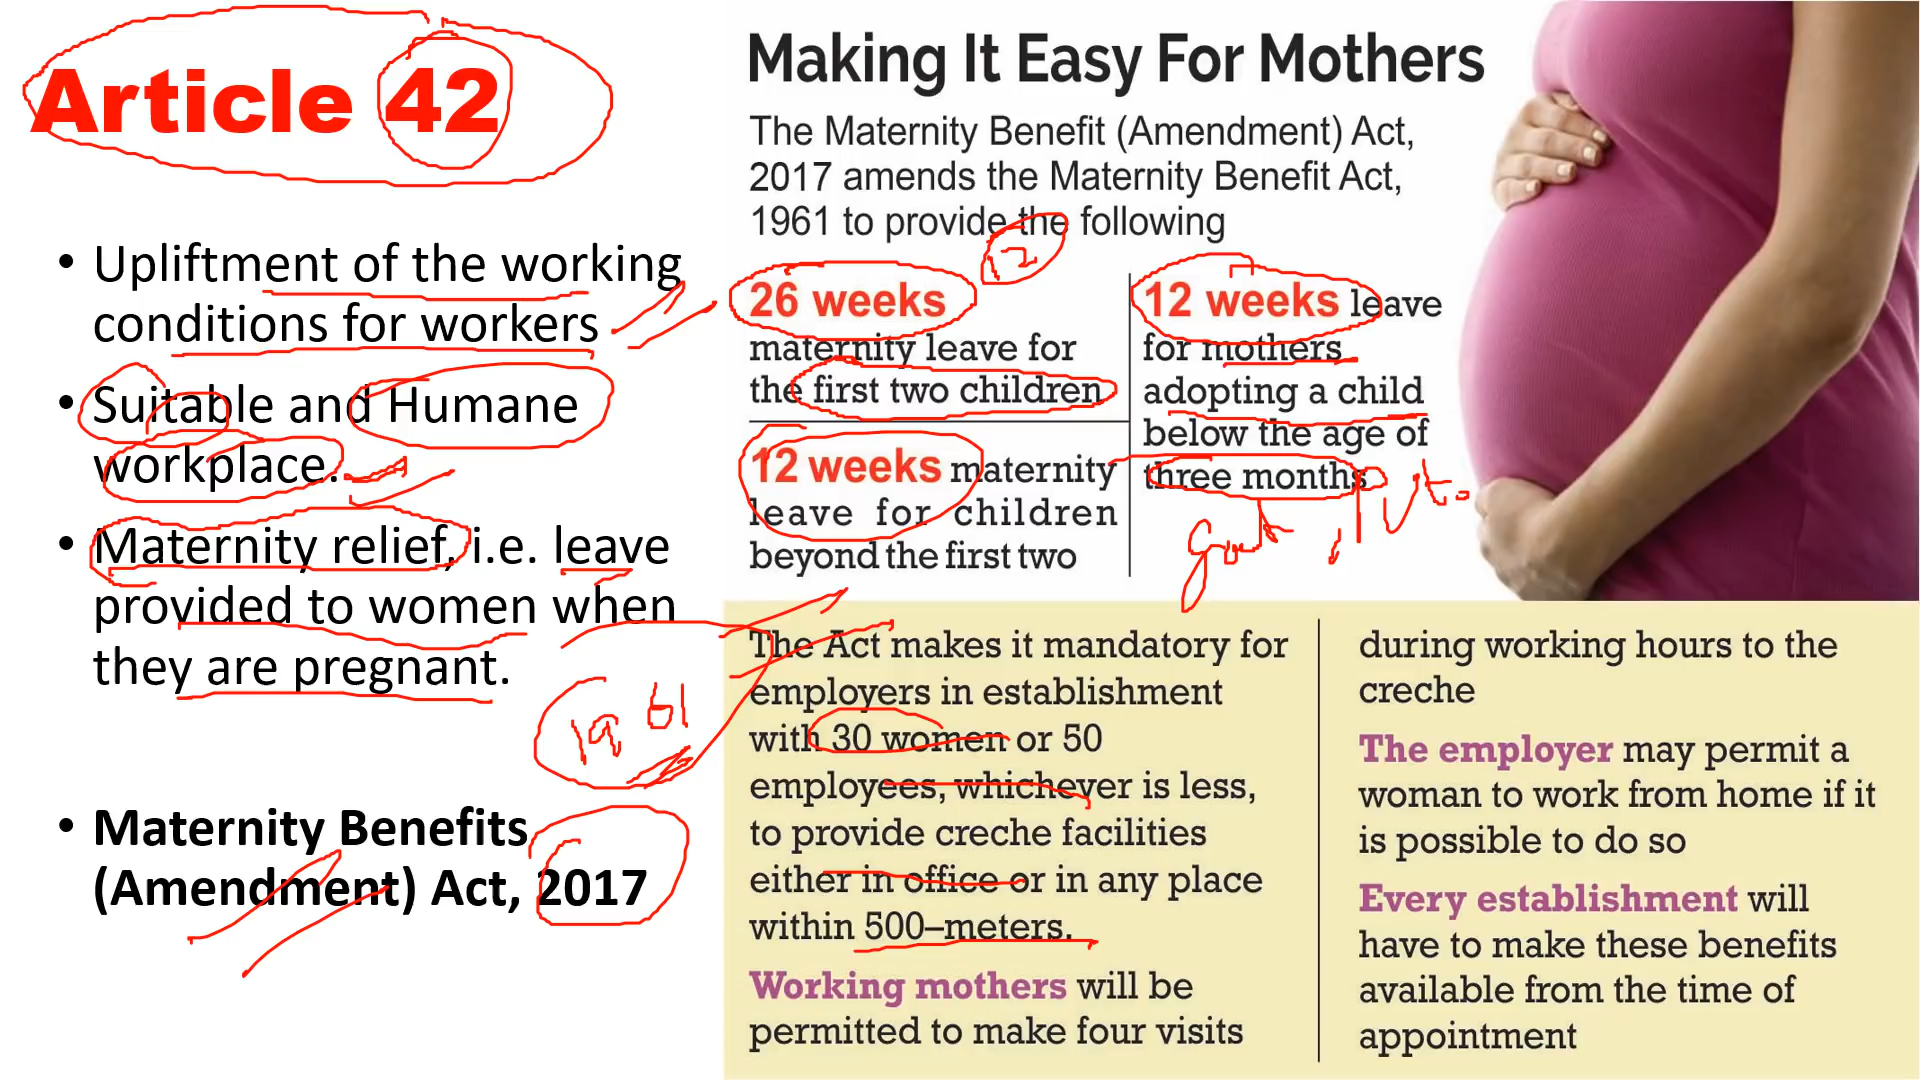 Article 42
• Upliftment of the working
conditions for workers
• Suitable and Humane
workplace.
• Maternity relief, i.e. leave
provided to women when
they are pregnant.
1961
• Maternity Benefits
(Amendment) Act, 2017
Making It Easy For Mothers
The Maternity Benefit (Amendment) Act,
2017 amends the Maternity Benefit Act,
1961 to provide the following
12
26 weeks
maternity leave for
the first two children
12 weeks maternity
leave for children
beyond the first two
12 weeks leave
for mothers
adopting a child
below the age of
three months
The Act makes it mandatory for
employers in establishment
with 30 women or 50
employees, whichever is less,
to provide creche facilities
either in office or in any place
within 500–meters.
Working mothers will be
permitted to make four visits
during working hours to the
creche
The employer may permit a
woman to work from home if it
is possible to do so
Every establishment will
have to make these benefits
available from the time of
appointment